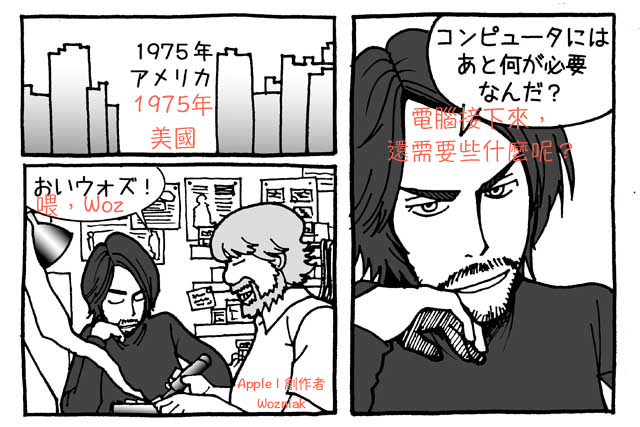 1975年
アメリカ
1975年
美國
おいウォズ！
喂，Woz
Apple I 創作者
Wozniak
コンピュータには
あと何が必要
なんだ？
電腦接下來，
還需要些什麼呢？